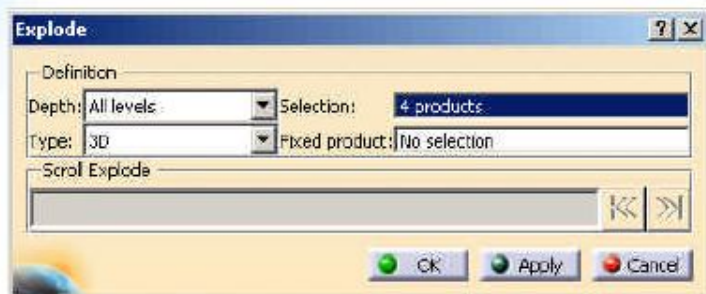 Explode
Definition
Depth: All levels Selection: 4 products
Type: 3D Fixed product: No selection
Scroll Explode
OK Apply Cancel